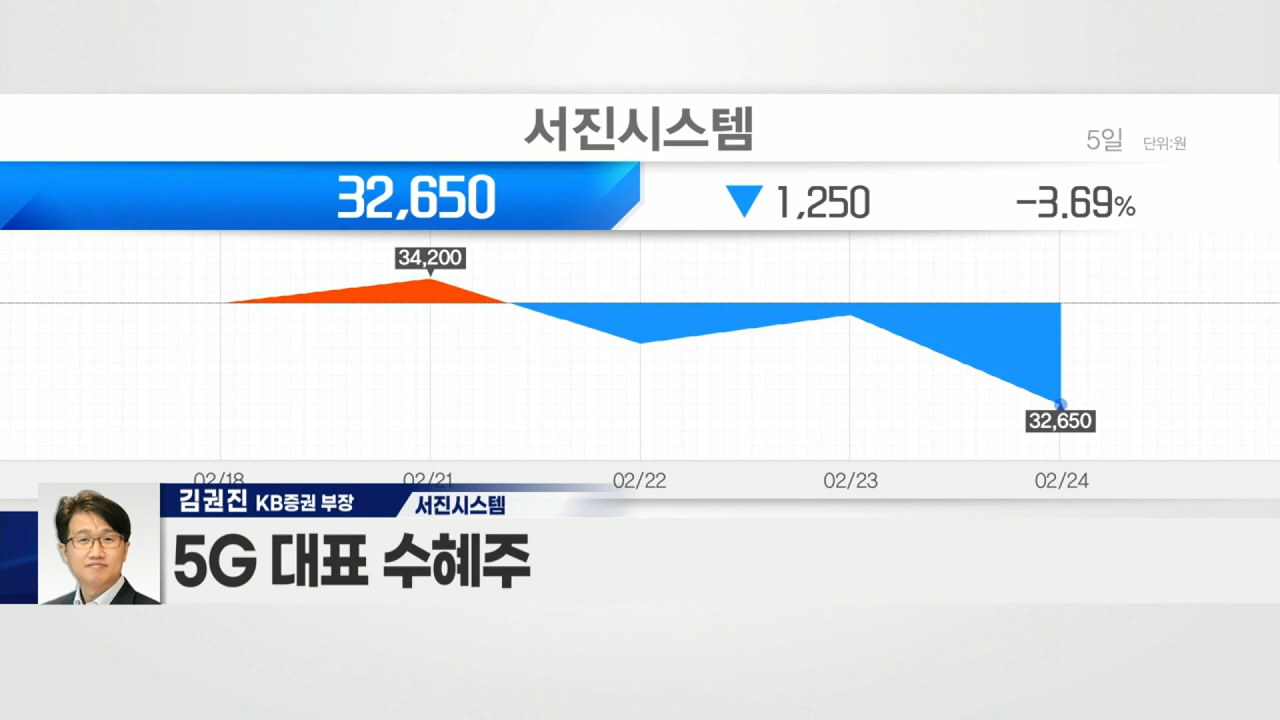 서진시스템
5일 단위:원
32,650 ▼ 1,250 -3.69%
34,200
32,650
02/18 02/21 02/22 02/23 02/24
김권진 KB증권 부장 서진시스템
5G 대표 수혜주